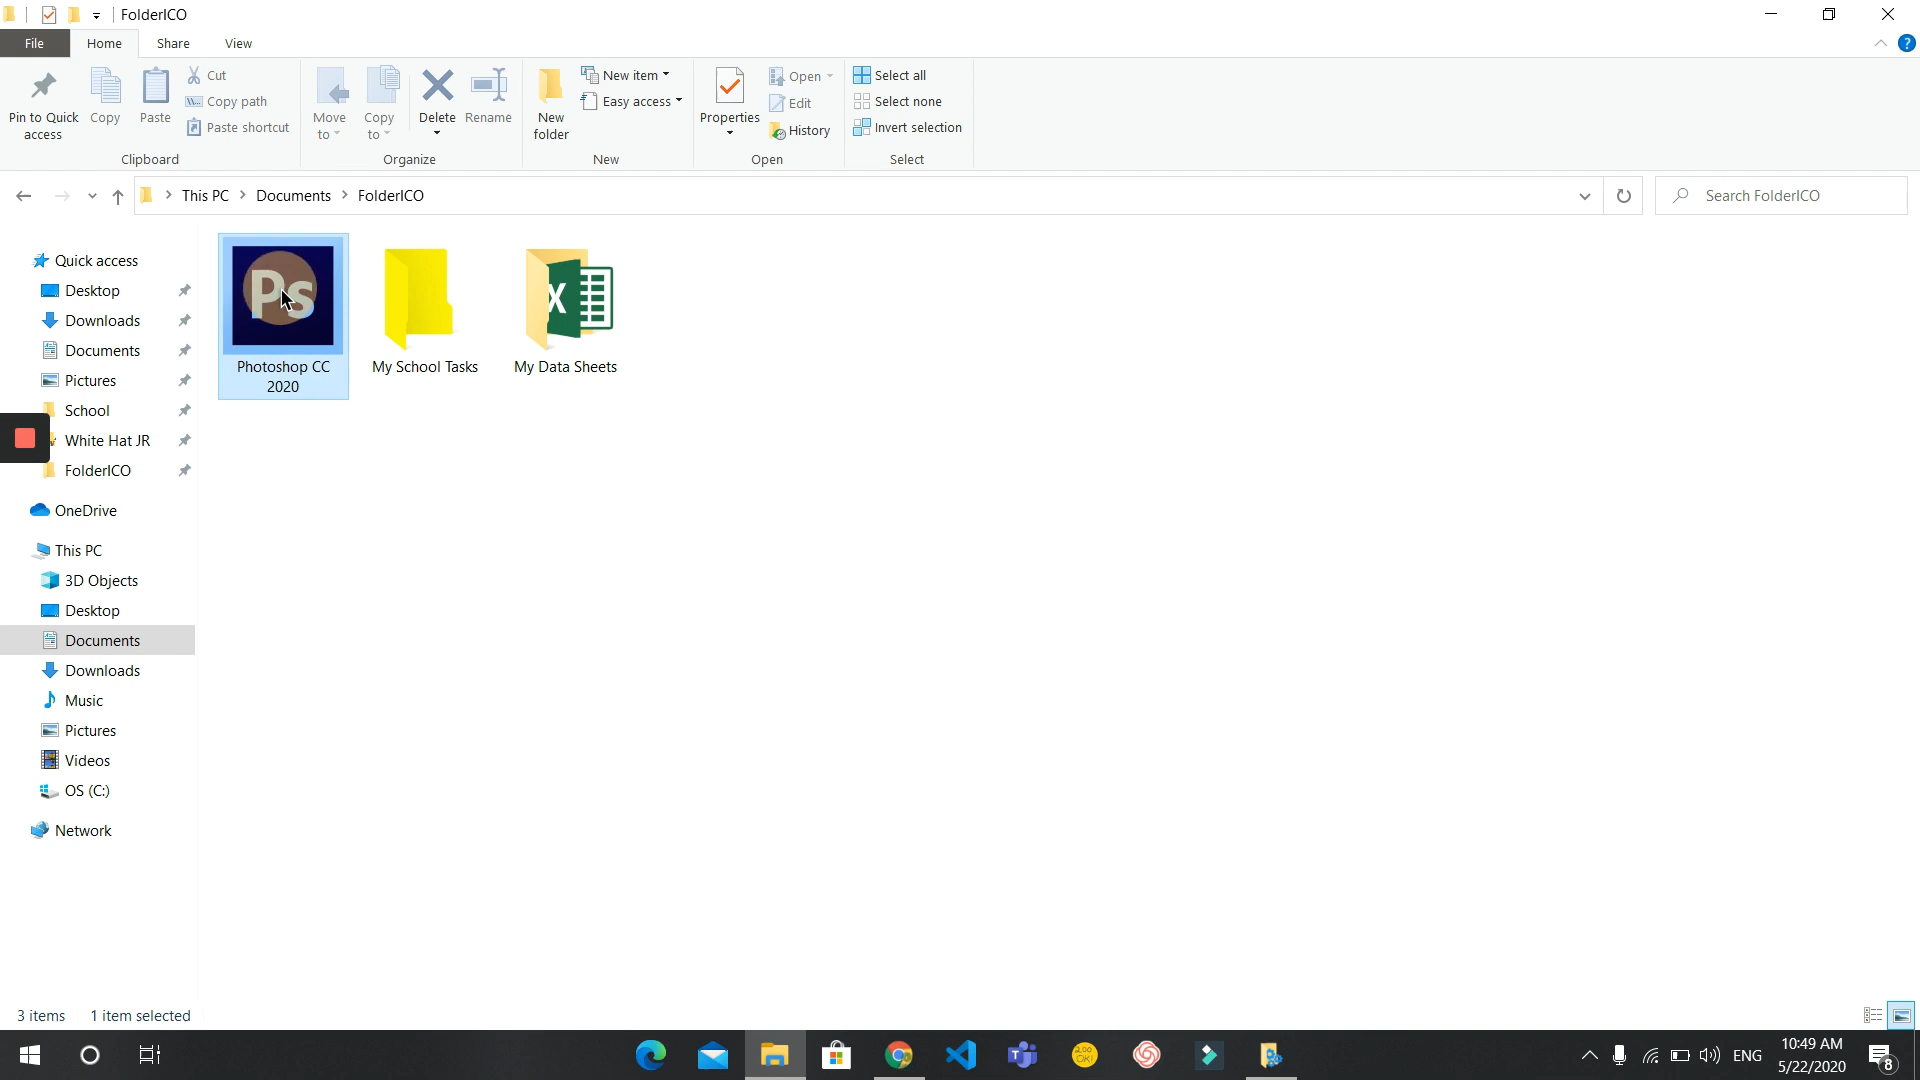 FolderICO
File Home Share View
Pin to Quick access
Copy
Paste
Cut
Copy path
Paste shortcut
Clipboard
Move to
Copy to
Delete
Rename
Organize
New folder
New item
Easy access
New
Properties
Open
Edit
History
Open
Select all
Select none
Invert selection
Select
This PC Documents FolderICO
Search FolderICO
Quick access
Desktop
Downloads
Documents
Pictures
School
White Hat JR
FolderICO
OneDrive
This PC
3D Objects
Desktop
Documents
Downloads
Music
Pictures
Videos
OS (C:)
Network
Ps
Photoshop CC
2020
My School Tasks
X
My Data Sheets
3 items 1 item selected
ENG
10:49 AM
5/22/2020
8